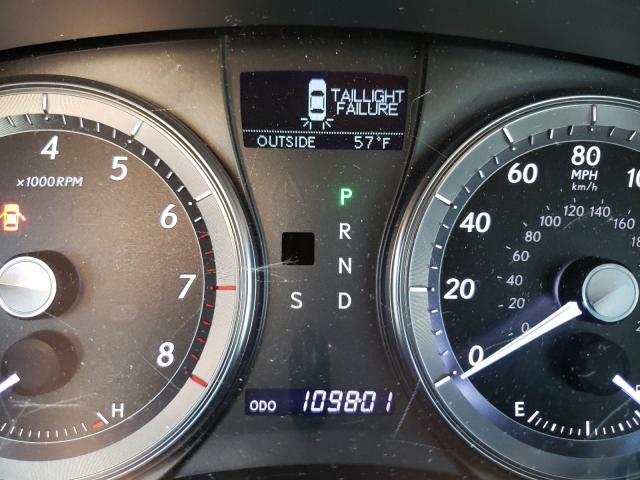 TAILLIGHT
FAILURE
OUTSIDE 57°F
4
5
6
7
8
x1000RPM
H
P
R
N
D
S
ODO 109801
0
20
40
60
80
MPH
km/h
0
20
40
60
80
100
120
140
160
E